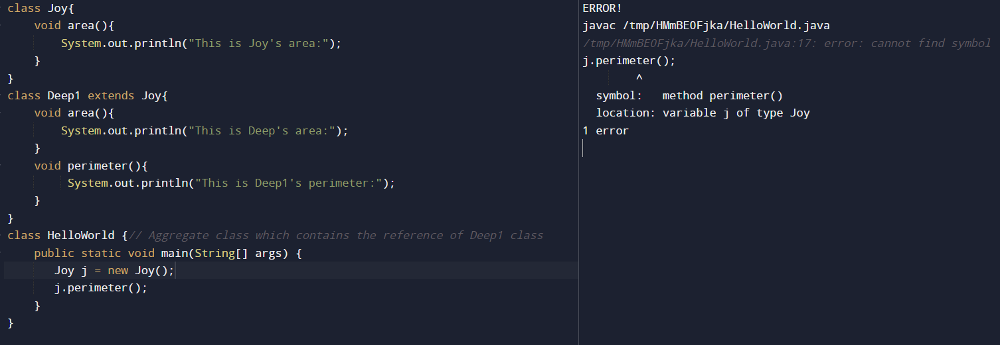 class Joy{
    void area(){
        System.out.println("This is Joy's area:");
    }
}
class Deep1 extends Joy{
    void area(){
        System.out.println("This is Deep's area:");
    }
    void perimeter(){
         System.out.println("This is Deep1's perimeter:");
    }
}
class HelloWorld {// Aggregate class which contains the reference of Deep1 class
    public static void main(String[] args) {
       Joy j = new Joy();
       j.perimeter();
    }
}
ERROR!
javac /tmp/HMmBEOFjka/HelloWorld.java
/tmp/HMmBEOFjka/HelloWorld.java:17: error: cannot find symbol
j.perimeter();
        ^
  symbol:   method perimeter()
  location: variable j of type Joy
1 error